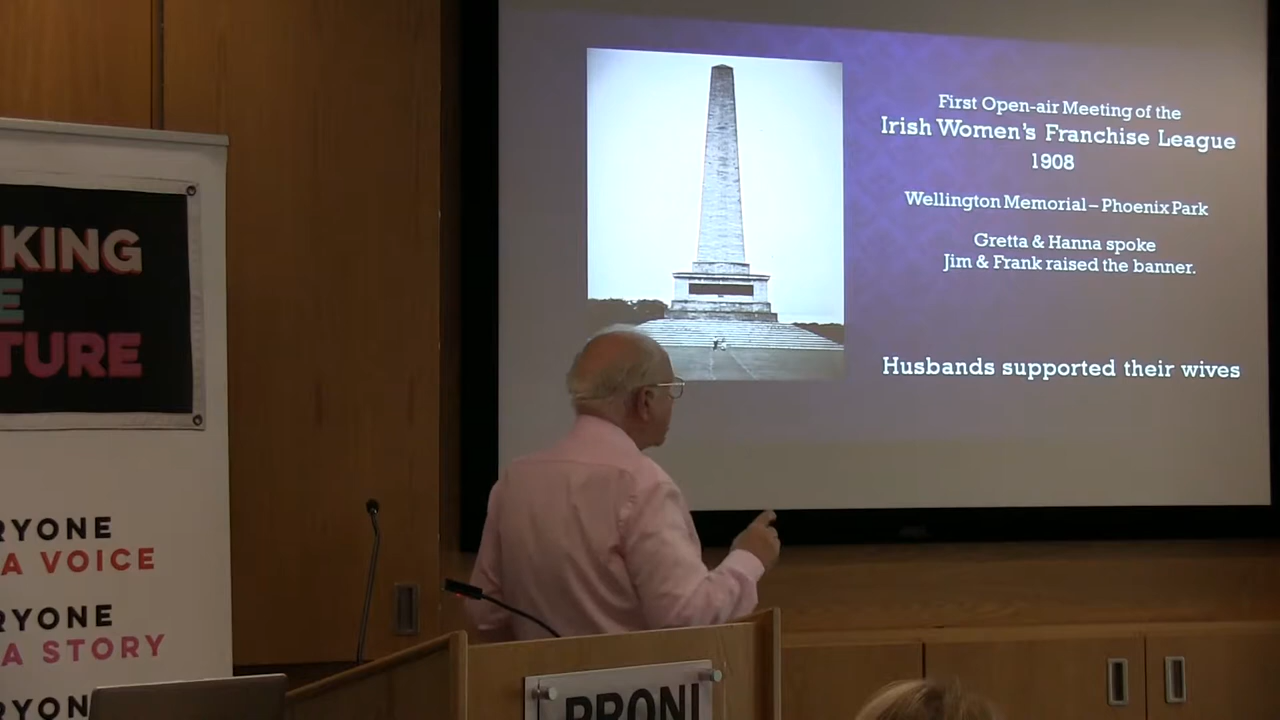 KING
E
TURE
RYONE
A VOICE
RYONE
A STORY
RYON
First Open-air Meeting of the
Irish Women's Franchise League
1908
Wellington Memorial – Phoenix Park
Gretta & Hanna spoke
Jim & Frank raised the banner.
Husbands supported their wives
PRONI